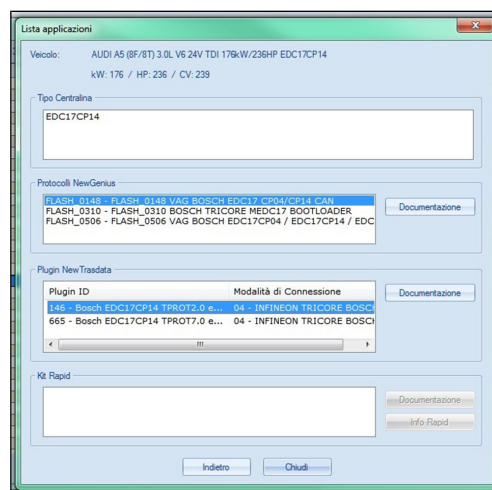 Lista applicazioni
Veicolo: AUDI A5 (8F/8T) 3.0L V6 24V TDI 176kW/236HP EDC17CP14
kW: 176 / HP: 236 / CV: 239
Tipo Centralina
EDC17CP14
Protocolli NewGenius
FLASH_0148 - FLASH_0148 VAG BOSCH EDC17 CP04/CP14 CAN
FLASH_0310 - FLASH_0310 BOSCH TRICORE MEDC17 BOOTLOADER
FLASH_0506 - FLASH_0506 VAG BOSCH EDC17CP04 / EDC17CP14 / EDC
Documentazione
Plugin NewTrasdata
Plugin ID Modalità di Connessione
146 - Bosch EDC17CP14 TPROT2.0 e... 04 - INFINEON TRICORE BOSCH
665 - Bosch EDC17CP14 TPROT7.0 e... 04 - INFINEON TRICORE BOSCH
Documentazione
Kit Rapid
Documentazione
Info Rapid
Indietro Chiudi